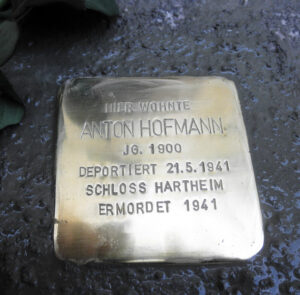 HIER WOHNTE
ANTON HOFMANN
JG. 1900
DEPORTIERT 21.5.1941
SCHLOSS HARTHEIM
ERMORDET 1941